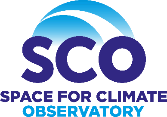 SCO
SPACE FOR CLIMATE
OBSERVATORY